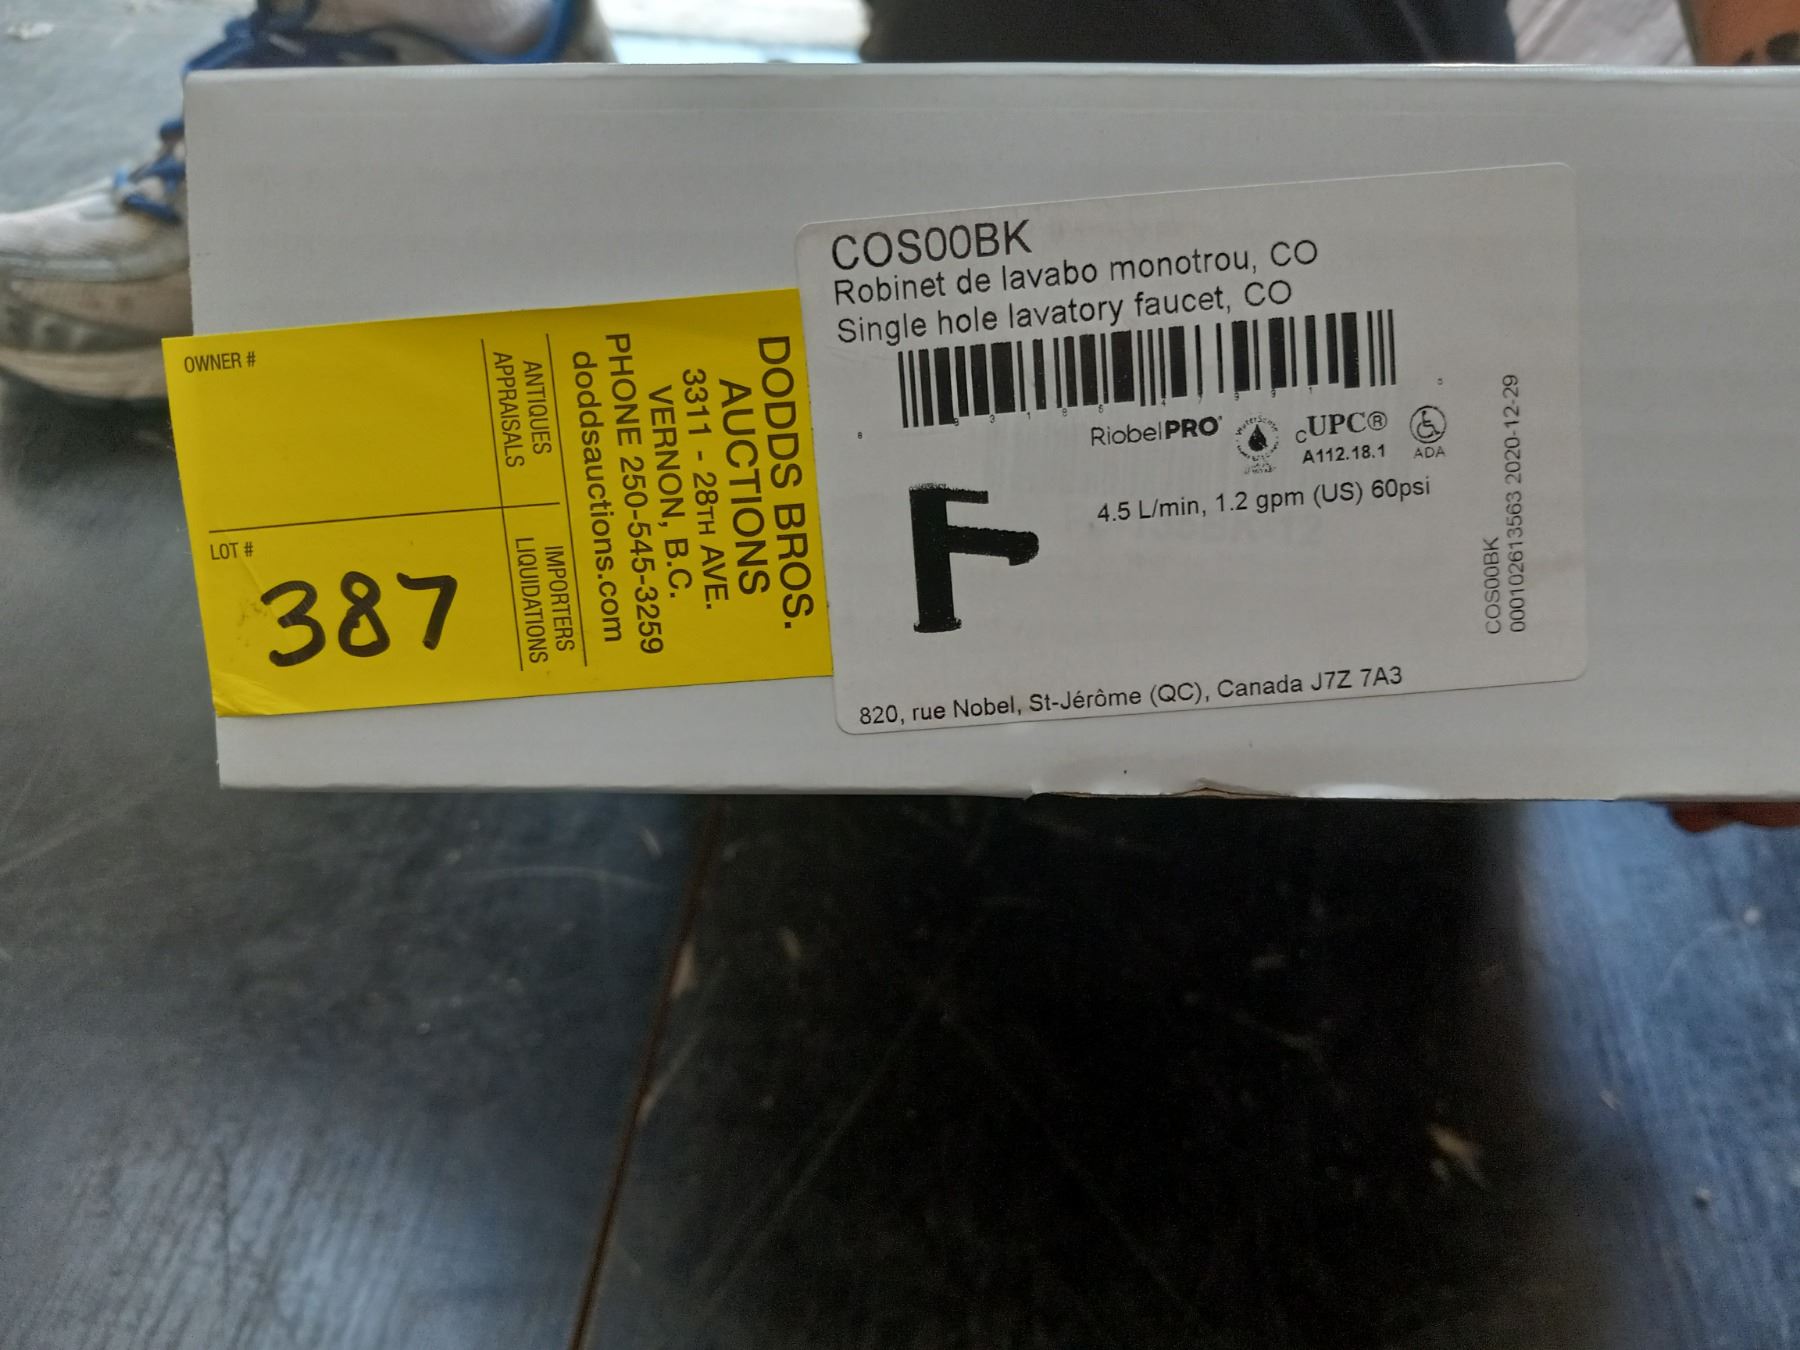 OWNER #
LOT #
387
ANTIQUES
APPRAISALS
IMPORTERS
LIQUIDATIONS
DODDS BROS.
AUCTIONS
3311 - 28TH AVE.
VERNON, B.C.
PHONE 250-545-3259
doddsauctions.com
COS00BK
Robinet de lavabo monotrou, CO
Single hole lavatory faucet, CO
RiobelPRO
cUPC®
A112.18.1
ADA
4.5 L/min, 1.2 gpm (US) 60psi
820, rue Nobel, St-Jérôme (QC), Canada J7Z 7A3
COS00BK
000102613563 2020-12-29